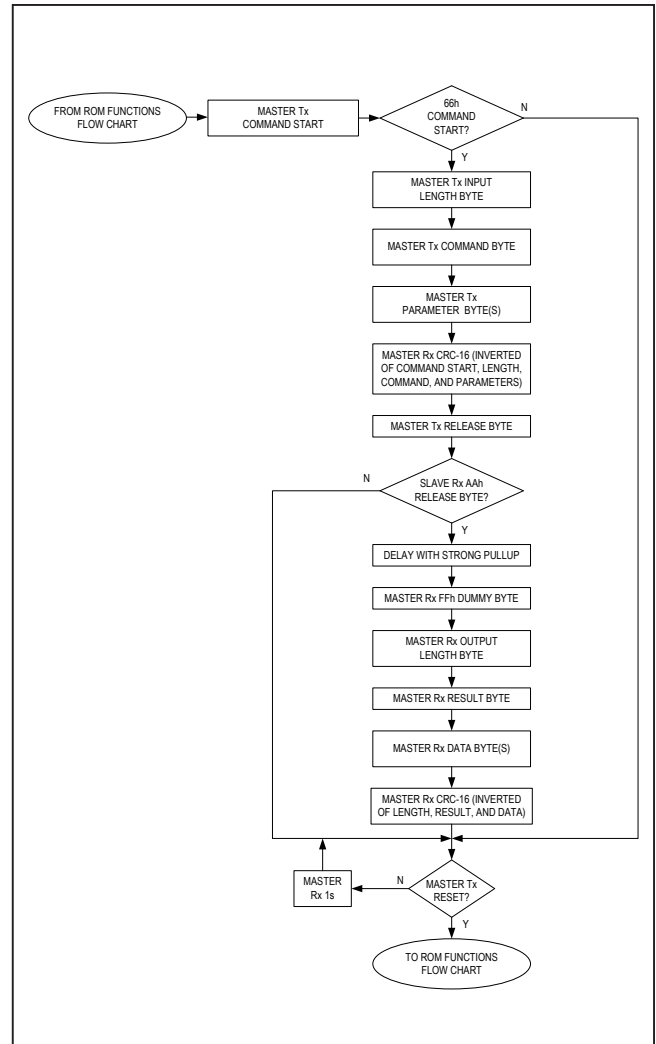 FROM ROM FUNCTIONS
FLOW CHART
MASTER Tx
COMMAND START
66h
COMMAND
START?
N
Y
MASTER Tx INPUT
LENGTH BYTE
MASTER Tx COMMAND BYTE
MASTER Tx
PARAMETER BYTE(S)
MASTER Rx CRC-16 (INVERTED
OF COMMAND START, LENGTH,
COMMAND, AND PARAMETERS)
MASTER Tx RELEASE BYTE
N
SLAVE Rx AAh
RELEASE BYTE?
Y
DELAY WITH STRONG PULLUP
MASTER Rx FFh DUMMY BYTE
MASTER Rx OUTPUT
LENGTH BYTE
MASTER Rx RESULT BYTE
MASTER Rx DATA BYTE(S)
MASTER Rx CRC-16 (INVERTED
OF LENGTH, RESULT, AND DATA)
MASTER
Rx 1s
N
MASTER Tx
RESET?
Y
TO ROM FUNCTIONS
FLOW CHART